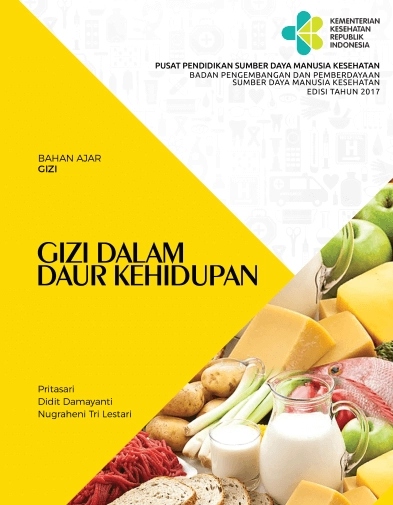 KEMENTERIAN
KESEHATAN
REPUBLIK
INDONESIA
PUSAT PENDIDIKAN SUMBER DAYA MANUSIA KESEHATAN
BADAN PENGEMBANGAN DAN PEMBERDAYAAN
SUMBER DAYA MANUSIA KESEHATAN
EDISI TAHUN 2017
BAHAN AJAR
GIZI
GIZI DALAM
DAUR KEHIDUPAN
Pritasari
Didit Damayanti
Nugraheni Tri Lestari